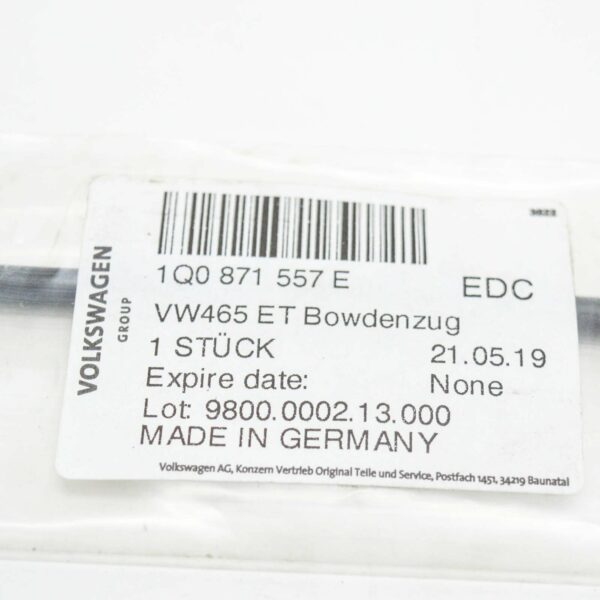 3022
1Q0 871 557 E EDC
VW465 ET Bowdenzug
1 STÜCK 21.05.19
Expire date: None
Lot: 9800.0002.13.000
MADE IN GERMANY
Volkswagen AG, Konzern Vertrieb Original Teile und Service, Postfach 1451, 34219 Baunatal
VOLKSWAGEN
GROUP